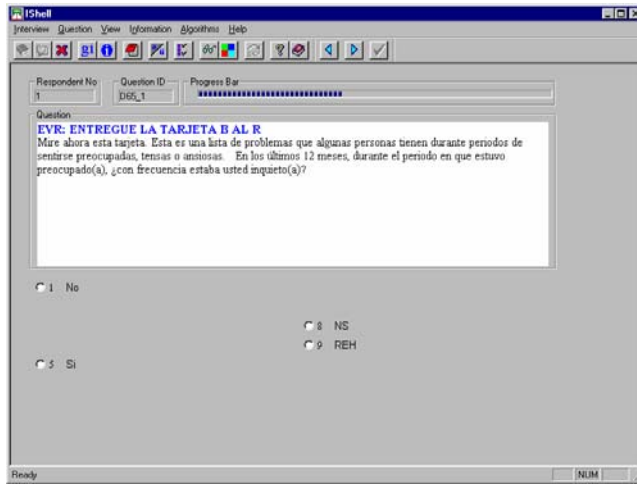 IShell
Interview Question View Information Algorithms Help
Respondent No Question ID Progress Bar
1 D65_1
Question
EVR: ENTREGUE LA TARJETA B AL R
Mire ahora esta tarjeta. Esta es una lista de problemas que algunas personas tienen durante periodos de
sentirse preocupadas, tensas o ansiosas. En los últimos 12 meses, durante el periodo en que estuvo
preocupado(a), ¿con frecuencia estaba usted inquieto(a)?
1 No
8 NS
9 REH
5 Si
Ready NUM